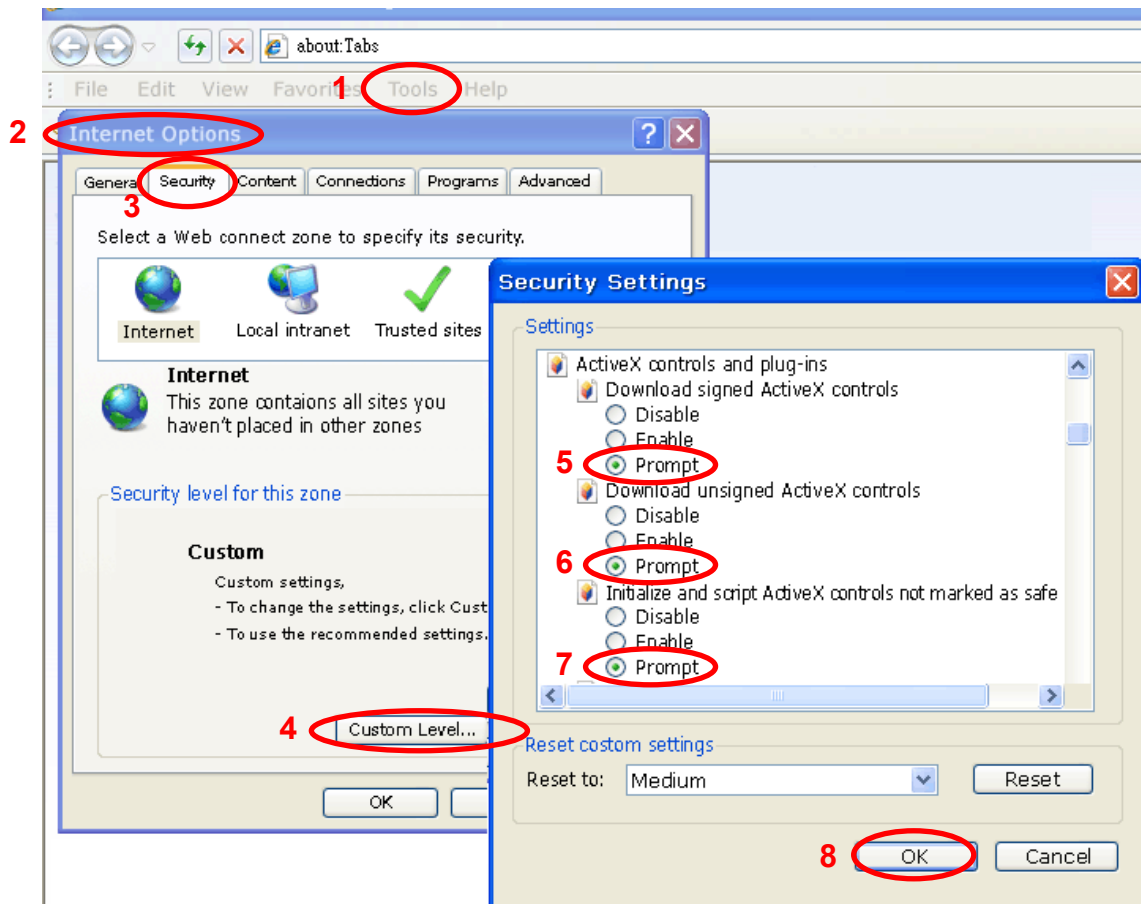 about:Tabs
File Edit View Favorites Tools Help
1
2
Internet Options
General Security Content Connections Programs Advanced
3
Select a Web connect zone to specify its security.
Internet Local intranet Trusted sites
Internet
This zone contaions all sites you
haven't placed in other zones
Security level for this zone
Custom
Custom settings,
- To change the settings, click Cust
- To use the recommended settings.
4
Custom Level...
OK
Security Settings
Settings
ActiveX controls and plug-ins
Download signed ActiveX controls
Disable
Enable
5
Prompt
Download unsigned ActiveX controls
Disable
Enable
6
Prompt
Initialize and script ActiveX controls not marked as safe
Disable
Enable
7
Prompt
Reset costom settings
Reset to: Medium Reset
8
OK Cancel